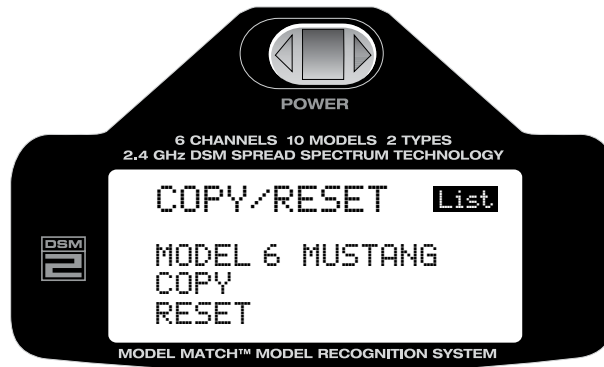 POWER
6 CHANNELS 10 MODELS 2 TYPES
2.4 GHz DSM SPREAD SPECTRUM TECHNOLOGY
COPY/RESET List
DSM
2
MODEL 6 MUSTANG
COPY
RESET
MODEL MATCH™ MODEL RECOGNITION SYSTEM